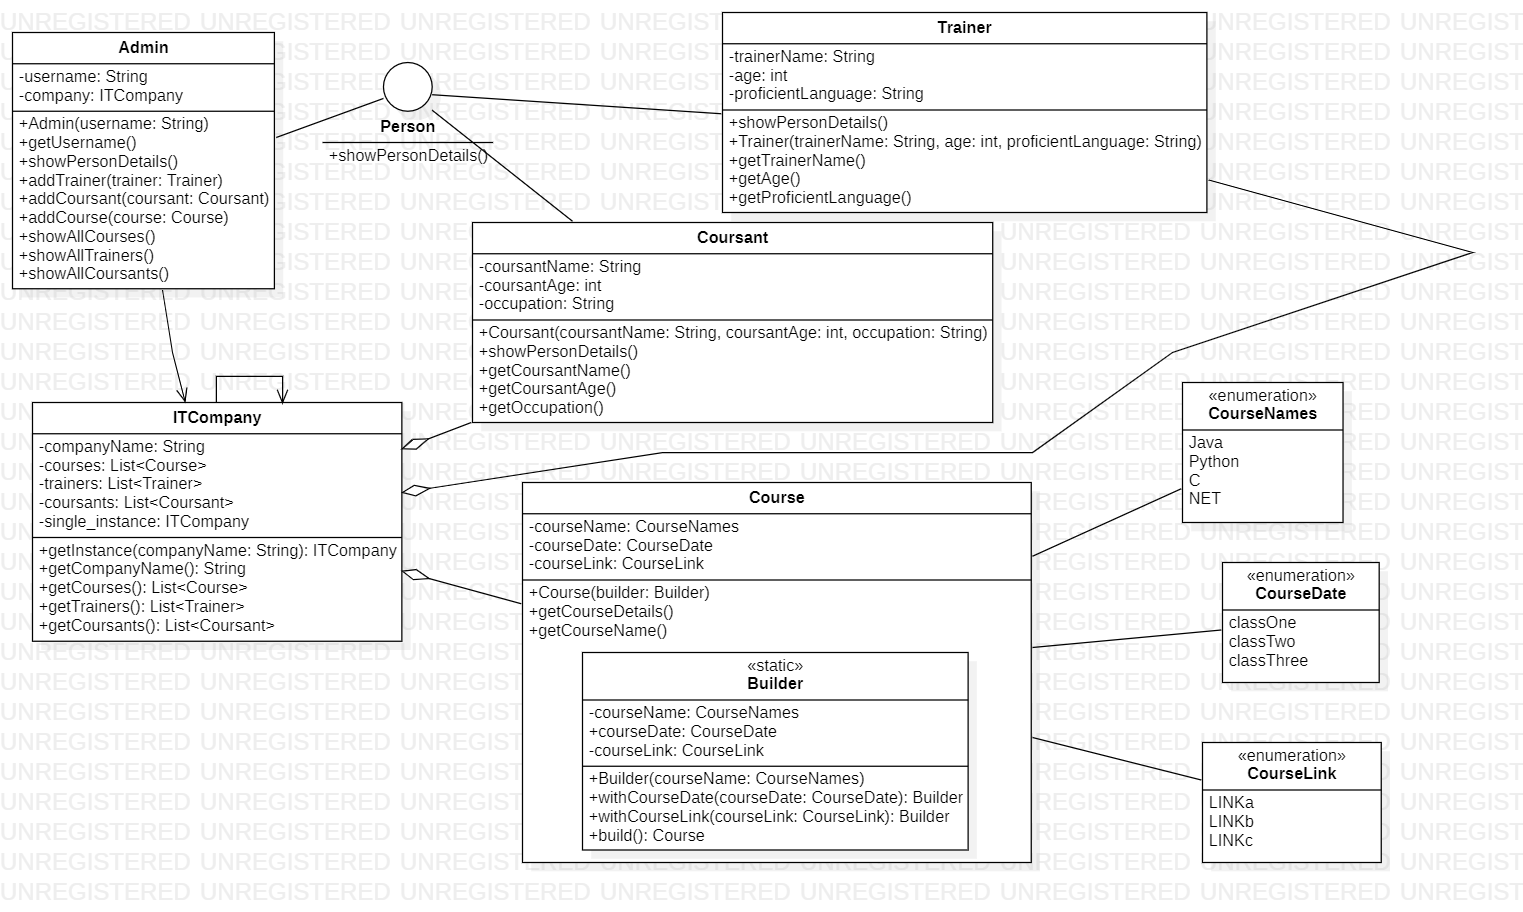 Admin
-username: String
-company: ITCompany
+Admin(username: String)
+getUsername()
+showPersonDetails()
+addTrainer(trainer: Trainer)
+addCoursant(coursant: Coursant)
+addCourse(course: Course)
+showAllCourses()
+showAllTrainers()
+showAllCoursants()
Person
+showPersonDetails()
Trainer
-trainerName: String
-age: int
-proficientLanguage: String
+showPersonDetails()
+Trainer(trainerName: String, age: int, proficientLanguage: String)
+getTrainerName()
+getAge()
+getProficientLanguage()
Coursant
-coursantName: String
-coursantAge: int
-occupation: String
+Coursant(coursantName: String, coursantAge: int, occupation: String)
+showPersonDetails()
+getCoursantName()
+getCoursantAge()
+getOccupation()
ITCompany
-companyName: String
-courses: List<Course>
-trainers: List<Trainer>
-coursants: List<Coursant>
-single_instance: ITCompany
+getInstance(companyName: String): ITCompany
+getCompanyName(): String
+getCourses(): List<Course>
+getTrainers(): List<Trainer>
+getCoursants(): List<Coursant>
Course
-courseName: CourseNames
-courseDate: CourseDate
-courseLink: CourseLink
+Course(builder: Builder)
+getCourseDetails()
+getCourseName()
«static»
Builder
-courseName: CourseNames
+courseDate: CourseDate
-courseLink: CourseLink
+Builder(courseName: CourseNames)
+withCourseDate(courseDate: CourseDate): Builder
+withCourseLink(courseLink: CourseLink): Builder
+build(): Course
«enumeration»
CourseNames
Java
Python
C
NET
«enumeration»
CourseDate
classOne
classTwo
classThree
«enumeration»
CourseLink
LINKa
LINKb
LINKc
UNREGISTERED